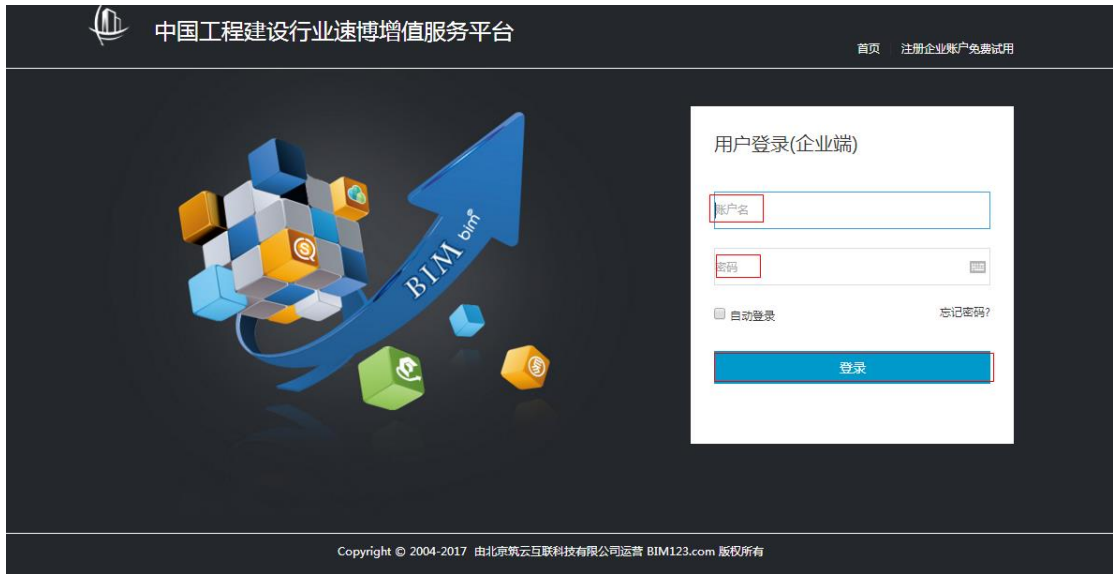 中国工程建设行业速博增值服务平台
首页 注册企业账户免费试用
用户登录(企业端)
账户名
密码
自动登录 忘记密码?
登录
BIM bim®
Copyright © 2004-2017 由北京筑云互联科技有限公司运营 BIM123.com 版权所有